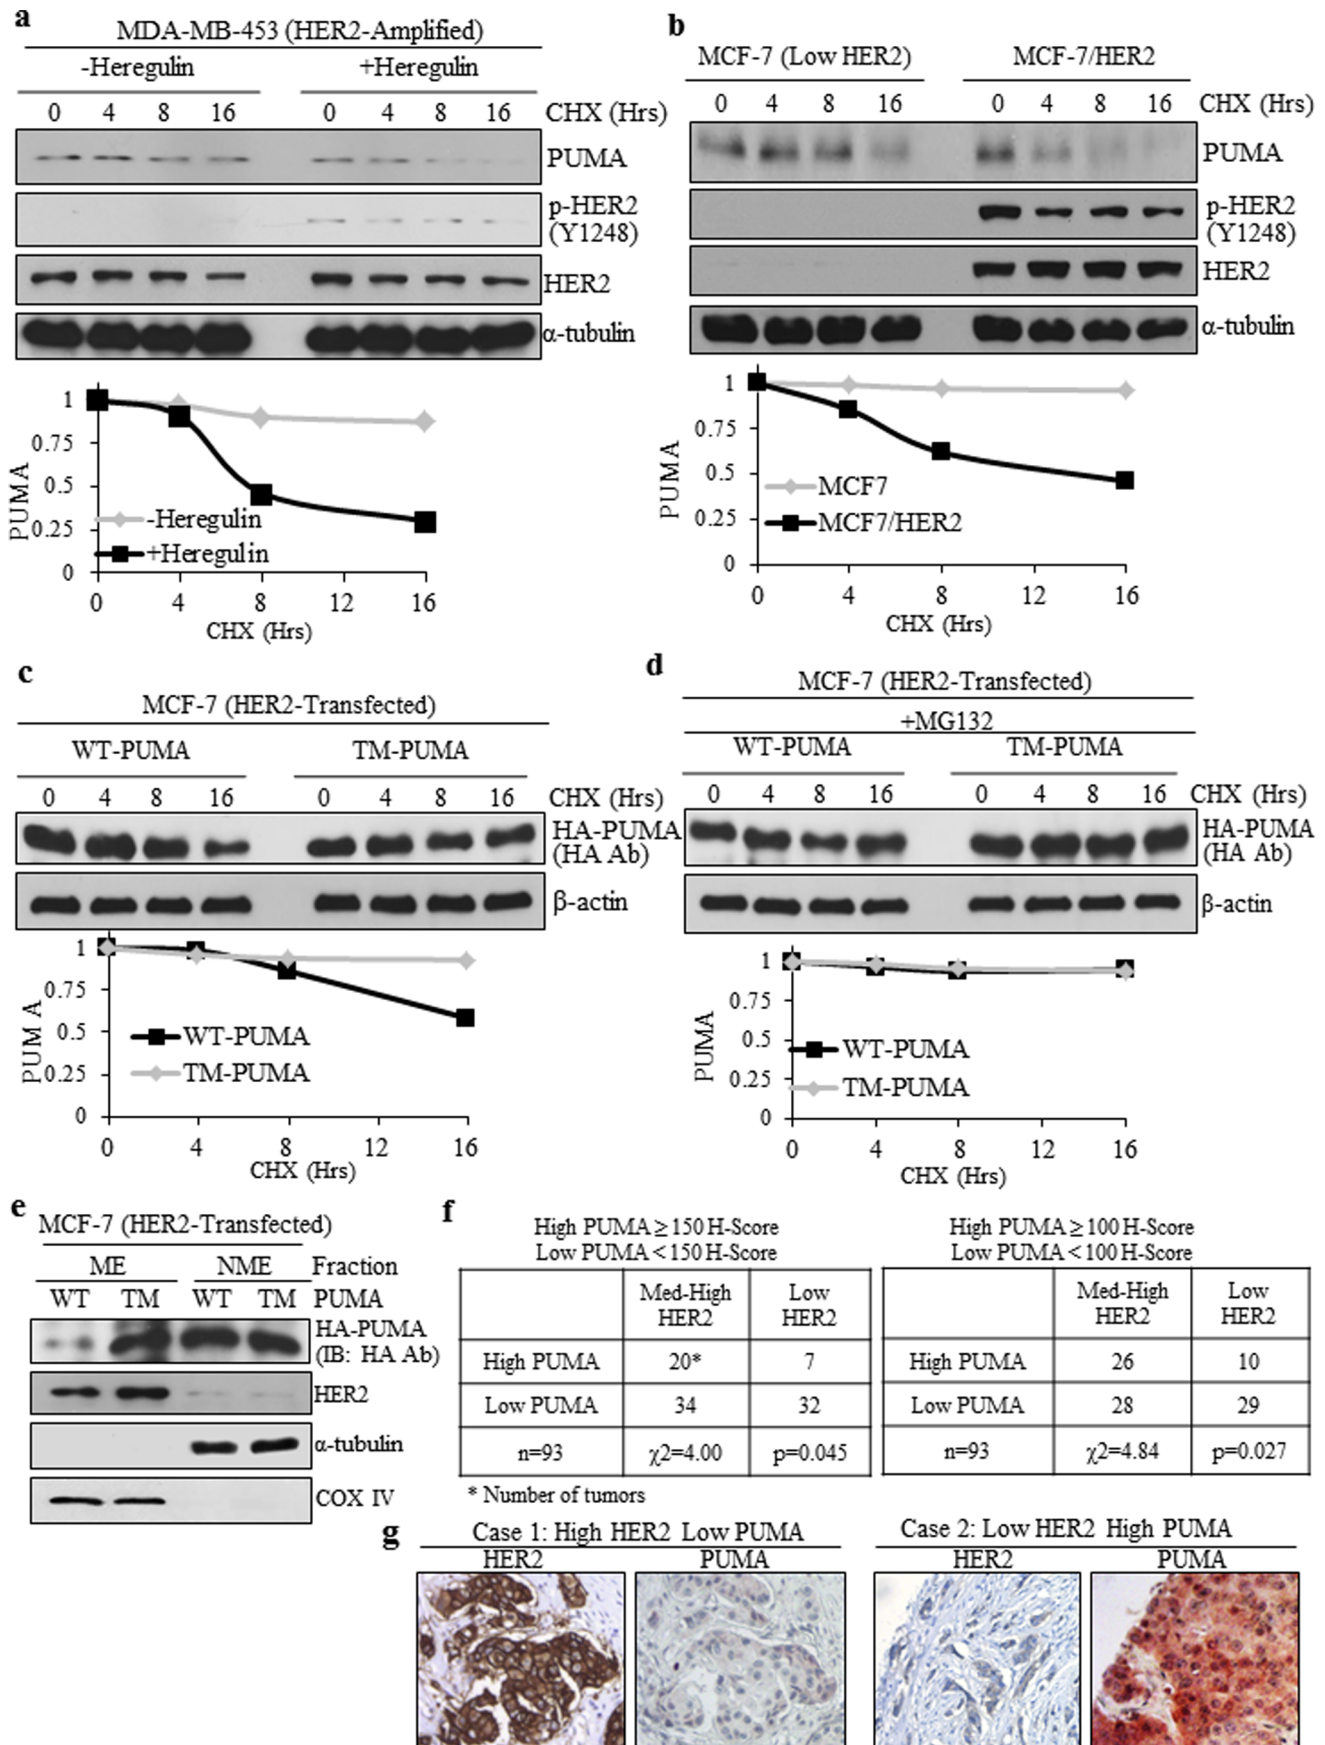 a
MDA-MB-453 (HER2-Amplified)
-Heregulin +Heregulin
0 4 8 16 0 4 8 16 CHX (Hrs)
PUMA
p-HER2
(Y1248)
HER2
α-tubulin
1
0.75
0.5
0.25
0
PUMA
-Heregulin
+Heregulin
0 4 8 12 16
CHX (Hrs)
b
MCF-7 (Low HER2) MCF-7/HER2
0 4 8 16 0 4 8 16 CHX (Hrs)
PUMA
p-HER2
(Y1248)
HER2
α-tubulin
1
0.75
0.5
0.25
0
PUMA
MCF7
MCF7/HER2
0 4 8 12 16
CHX (Hrs)
c
MCF-7 (HER2-Transfected)
WT-PUMA TM-PUMA
0 4 8 16 0 4 8 16 CHX (Hrs)
HA-PUMA
(HA Ab)
β-actin
1
0.75
0.5
0.25
0
PUM A
WT-PUMA
TM-PUMA
0 4 8 12 16
CHX (Hrs)
d
MCF-7 (HER2-Transfected)
+MG132
WT-PUMA TM-PUMA
0 4 8 16 0 4 8 16 CHX (Hrs)
HA-PUMA
(HA Ab)
β-actin
1
0.75
0.5
0.25
0
PUMA
WT-PUMA
TM-PUMA
0 4 8 12 16
CHX (Hrs)
e
MCF-7 (HER2-Transfected)
ME NME Fraction
WT TM WT TM PUMA
HA-PUMA
(IB: HA Ab)
HER2
α-tubulin
COX IV
f
High PUMA ≥ 150 H-Score
Low PUMA < 150 H-Score
Med-High HER2 Low HER2
High PUMA 20* 7
Low PUMA 34 32
n=93 χ2=4.00 p=0.045
* Number of tumors
High PUMA ≥ 100 H-Score
Low PUMA < 100 H-Score
Med-High HER2 Low HER2
High PUMA 26 10
Low PUMA 28 29
n=93 χ2=4.84 p=0.027
g
Case 1: High HER2 Low PUMA
HER2 PUMA
Case 2: Low HER2 High PUMA
HER2 PUMA